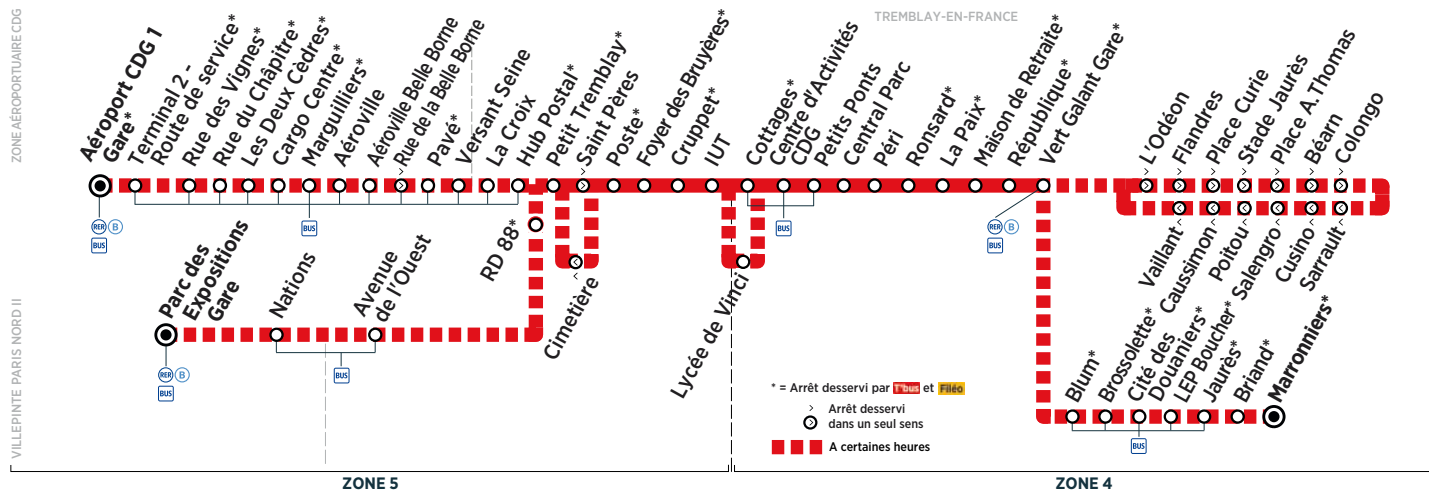 ZONE AÉROPORTUAIRE CDG
TREMBLAY-EN-FRANCE
Aéroport CDG 1
Gare*
Terminal 2 -
Route de service*
Rue des Vignes*
Rue du Châpitre*
Les Deux Cèdres*
Cargo Centre*
Marguilliers*
Aéroville
Aéroville Belle Borne
Rue de la Belle Borne
Pavé*
Versant Seine
La Croix
Hub Postal*
Petit Tremblay*
Saint Pères
Poste*
Foyer des Bruyères*
Cruppet*
IUT
Cottages*
Centre d'Activités
CDG
Petits Ponts
Central Parc
Péri
Ronsard*
La Paix*
Maison de Retraite*
République*
Vert Galant Gare*
L'Odéon
Flandres
Place Curie
Stade Jaurès
Place A.Thomas
Béarn
Colongo
RER B
BUS
BUS
BUS
RER B
BUS
RD 88*
Cimetière
Lycée de Vinci
Vaillant
Caussimon
Poitou
Salengro
Cusino
Sarrault
VILLEPINTE PARIS NORD II
Parc des
Expositions
Gare
Nations
Avenue
de l'Ouest
RER B
BUS
BUS
Blum*
Brossolette*
Cité des
Douaniers*
LEP Boucher*
Jaurès*
Briand*
Marronniers*
BUS
* = Arrêt desservi par T'bus et Filéo
> Arrêt desservi
dans un seul sens
A certaines heures
ZONE 5
ZONE 4